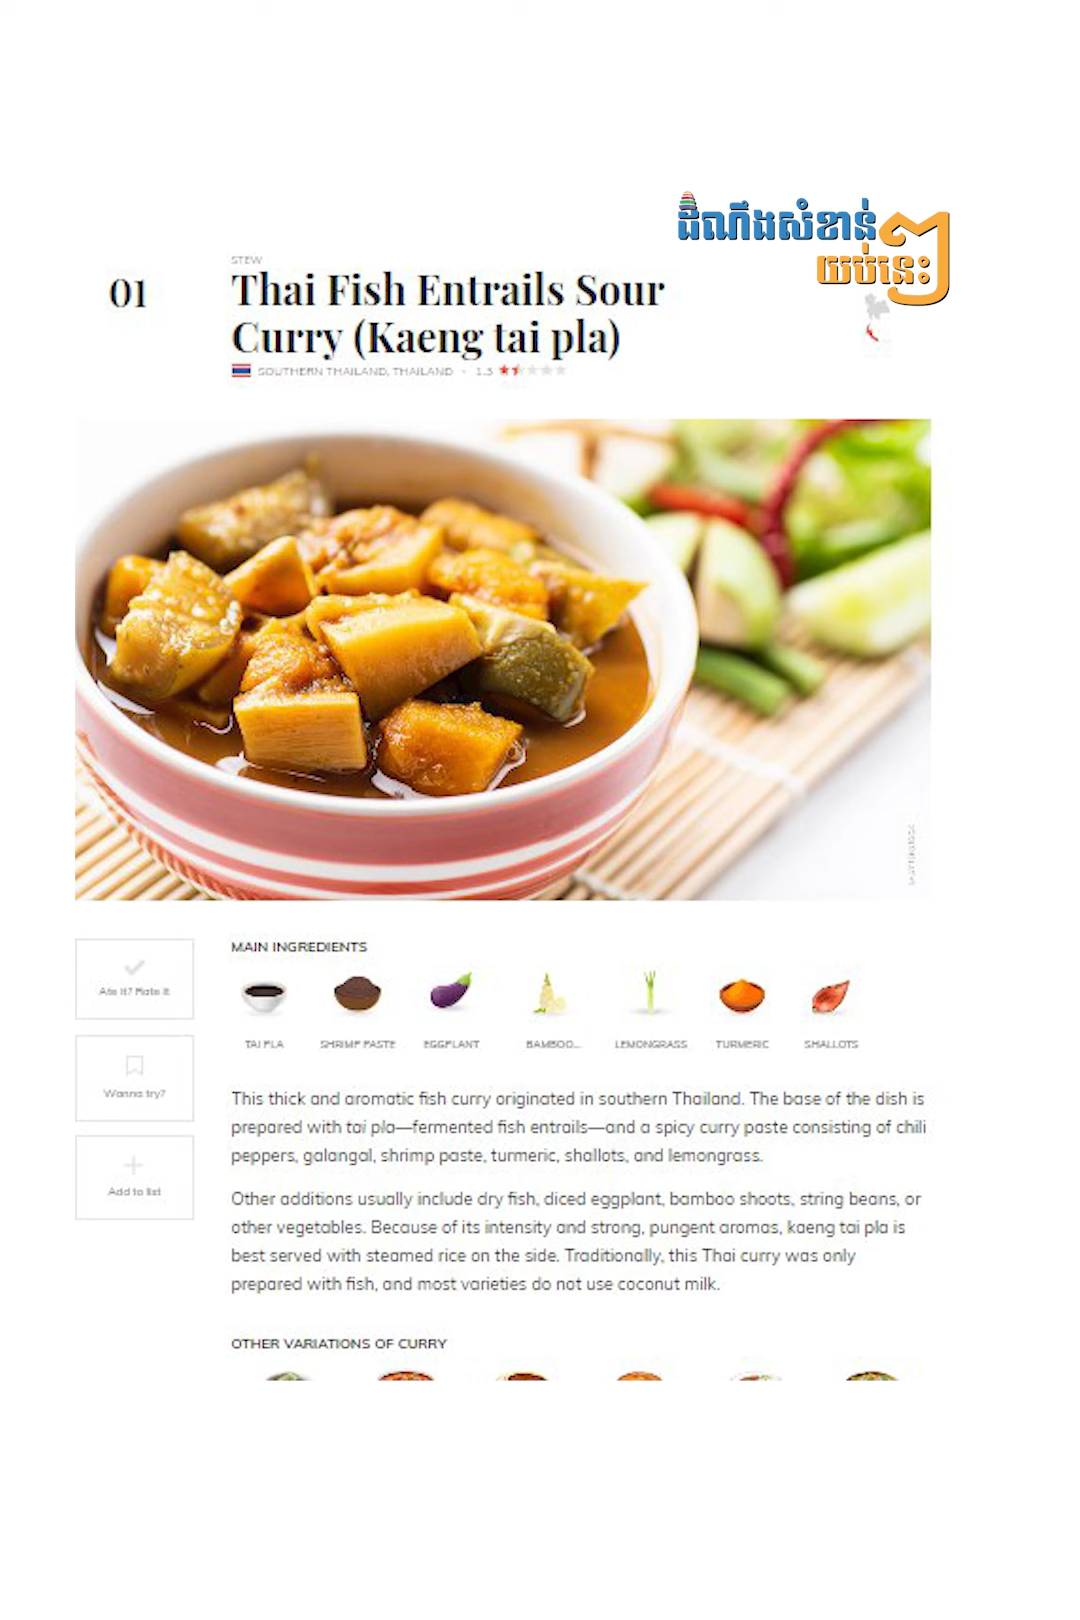 ដំណឹងសំខាន់ៗ
យប់នេះ
STEW
01
Thai Fish Entrails Sour
Curry (Kaeng tai pla)
SOUTHERN THAILAND, THAILAND • 1.3
MAIN INGREDIENTS
TAI PLA SHRIMP PASTE EGGPLANT BAMBOO... LEMONGRASS TURMERIC SHALLOTS
Ate it? Rate it
Wanna try?
Add to list
This thick and aromatic fish curry originated in southern Thailand. The base of the dish is
prepared with tai pla—fermented fish entrails—and a spicy curry paste consisting of chili
peppers, galangal, shrimp paste, turmeric, shallots, and lemongrass.
Other additions usually include dry fish, diced eggplant, bamboo shoots, string beans, or
other vegetables. Because of its intensity and strong, pungent aromas, kaeng tai pla is
best served with steamed rice on the side. Traditionally, this Thai curry was only
prepared with fish, and most varieties do not use coconut milk.
OTHER VARIATIONS OF CURRY